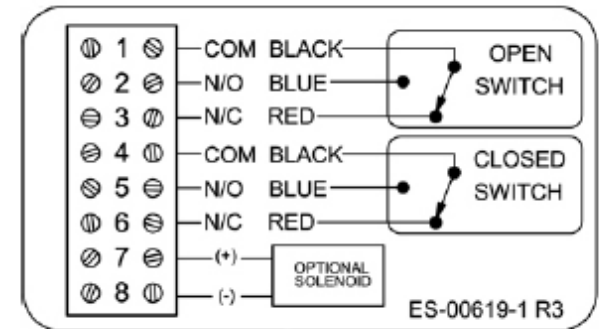 1 COM BLACK
2 N/O BLUE
3 N/C RED
OPEN
SWITCH
4 COM BLACK
5 N/O BLUE
6 N/C RED
CLOSED
SWITCH
7 (+)
8 (-)
OPTIONAL
SOLENOID
ES-00619-1 R3